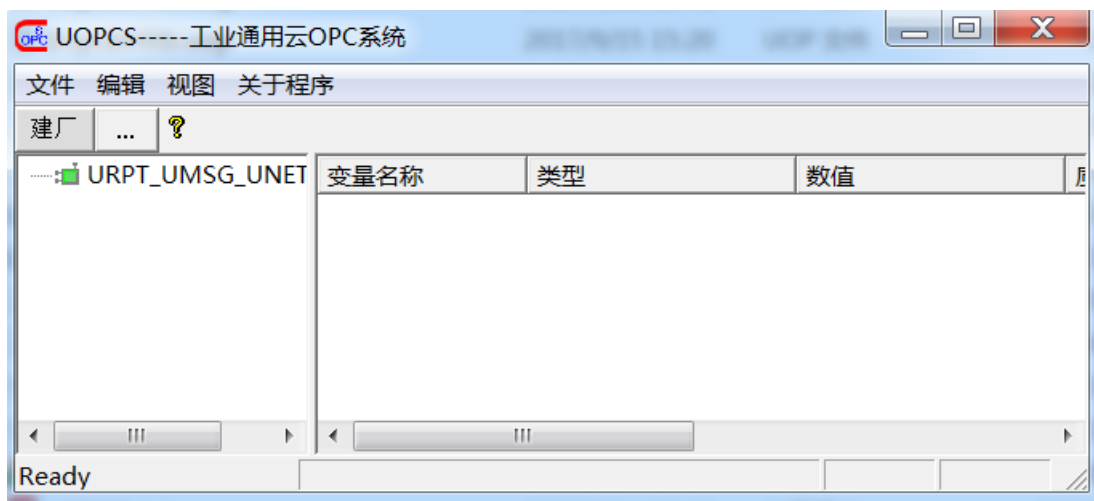 UOPCS-----工业通用云OPC系统
文件 编辑 视图 关于程序
建厂 ...
URPT_UMSG_UNET 变量名称 类型 数值
Ready